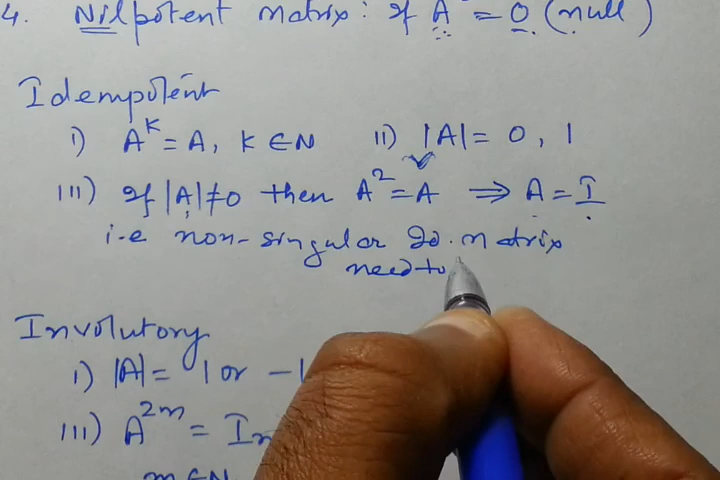 4. Nilpotent matrix: If A = O (null)
Idempotent
i) A^k = A, k ∈ N ii) |A| = 0, 1
iii) If |A| ≠ 0 then A² = A ⇒ A = I
i.e non-singular Id. matrix
need to
Involutory
i) |A| = 1 or -1
iii) A^2m = I
m ∈ N